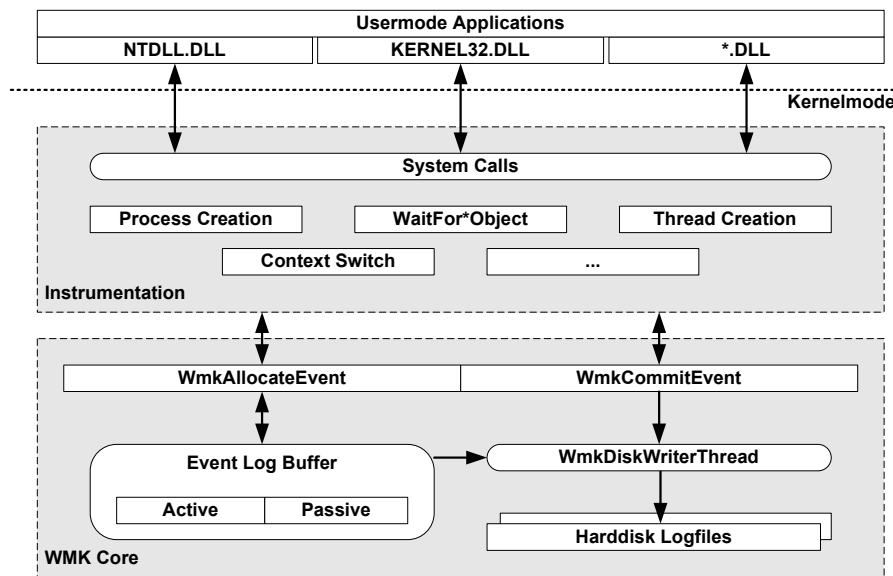 Usermode Applications
NTDLL.DLL KERNEL32.DLL *.DLL
Kernelmode
System Calls
Process Creation WaitFor*Object Thread Creation
Context Switch ...
Instrumentation
WmkAllocateEvent WmkCommitEvent
Event Log Buffer WmkDiskWriterThread
Active Passive
Harddisk Logfiles
WMK Core